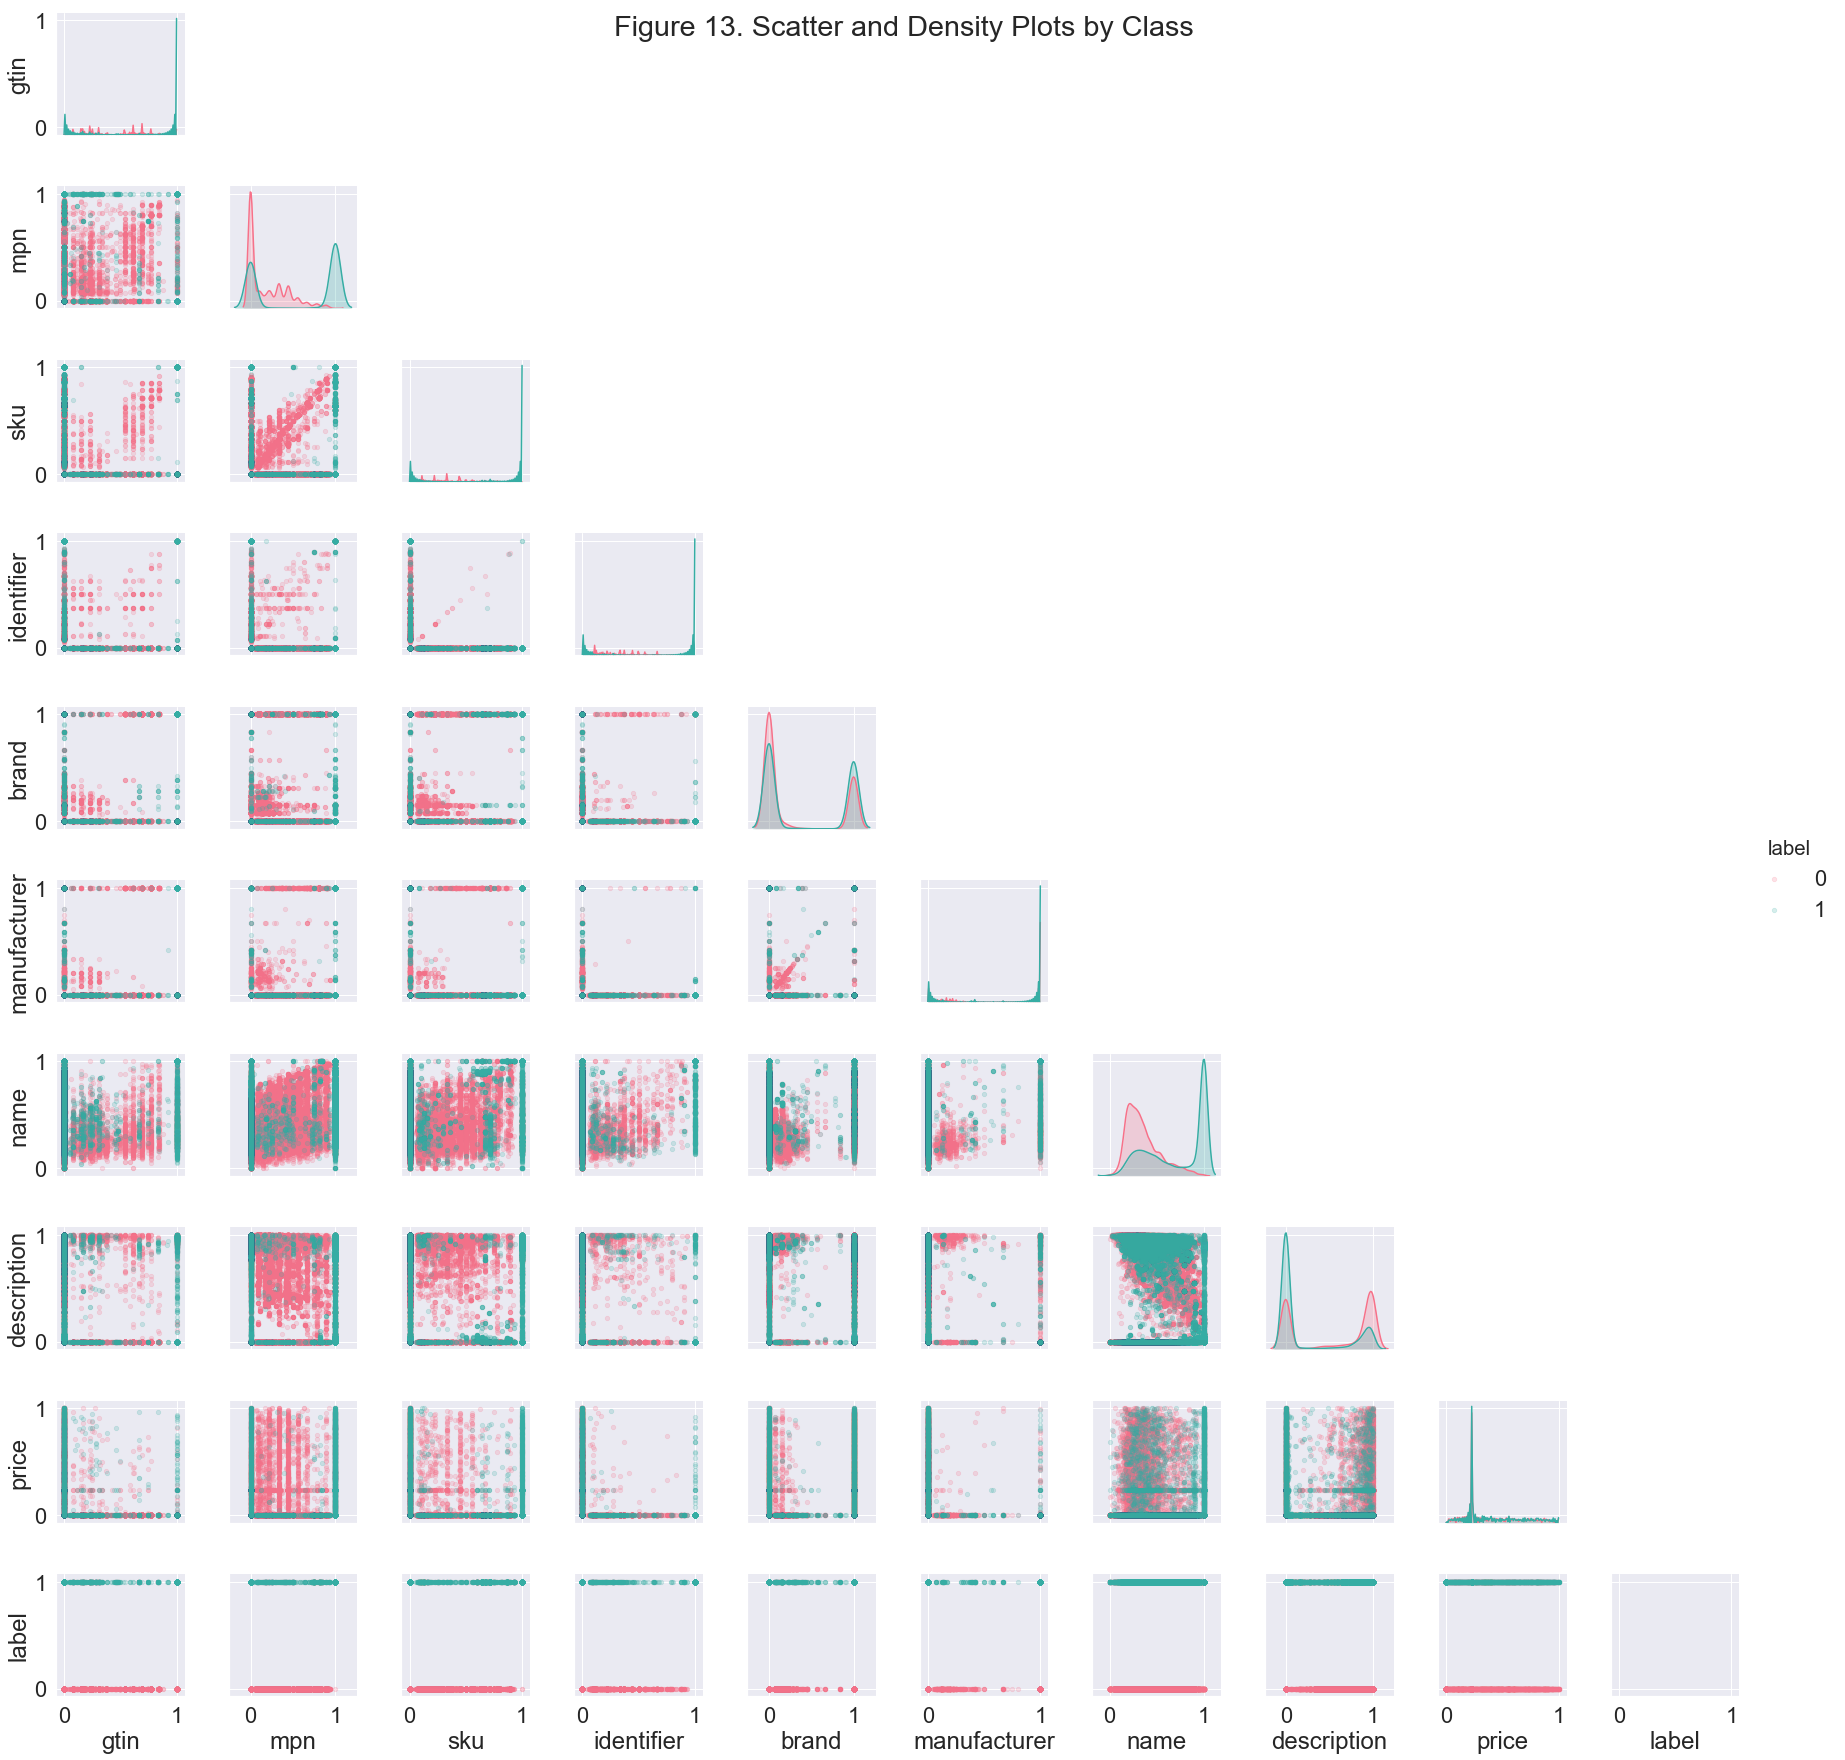 Figure 13. Scatter and Density Plots by Class
1
0
gtin
1
0
mpn
1
0
sku
1
0
identifier
1
0
brand
1
0
manufacturer
label
0
1
1
0
name
1
0
description
1
0
price
1
0
label
0 1 0 1 0 1 0 1 0 1 0 1 0 1 0 1 0 1 0 1
gtin mpn sku identifier brand manufacturer name description price label